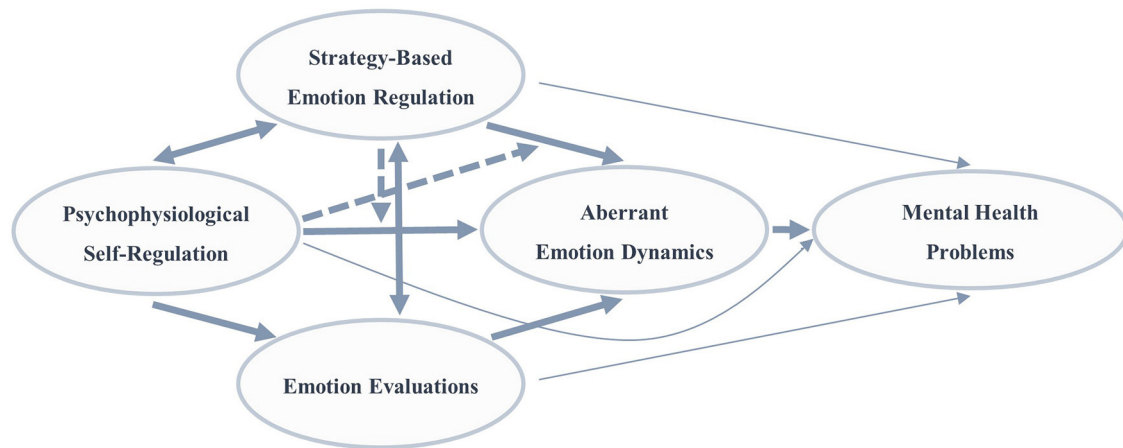 Strategy-Based
Emotion Regulation
Psychophysiological
Self-Regulation
Aberrant
Emotion Dynamics
Mental Health
Problems
Emotion Evaluations